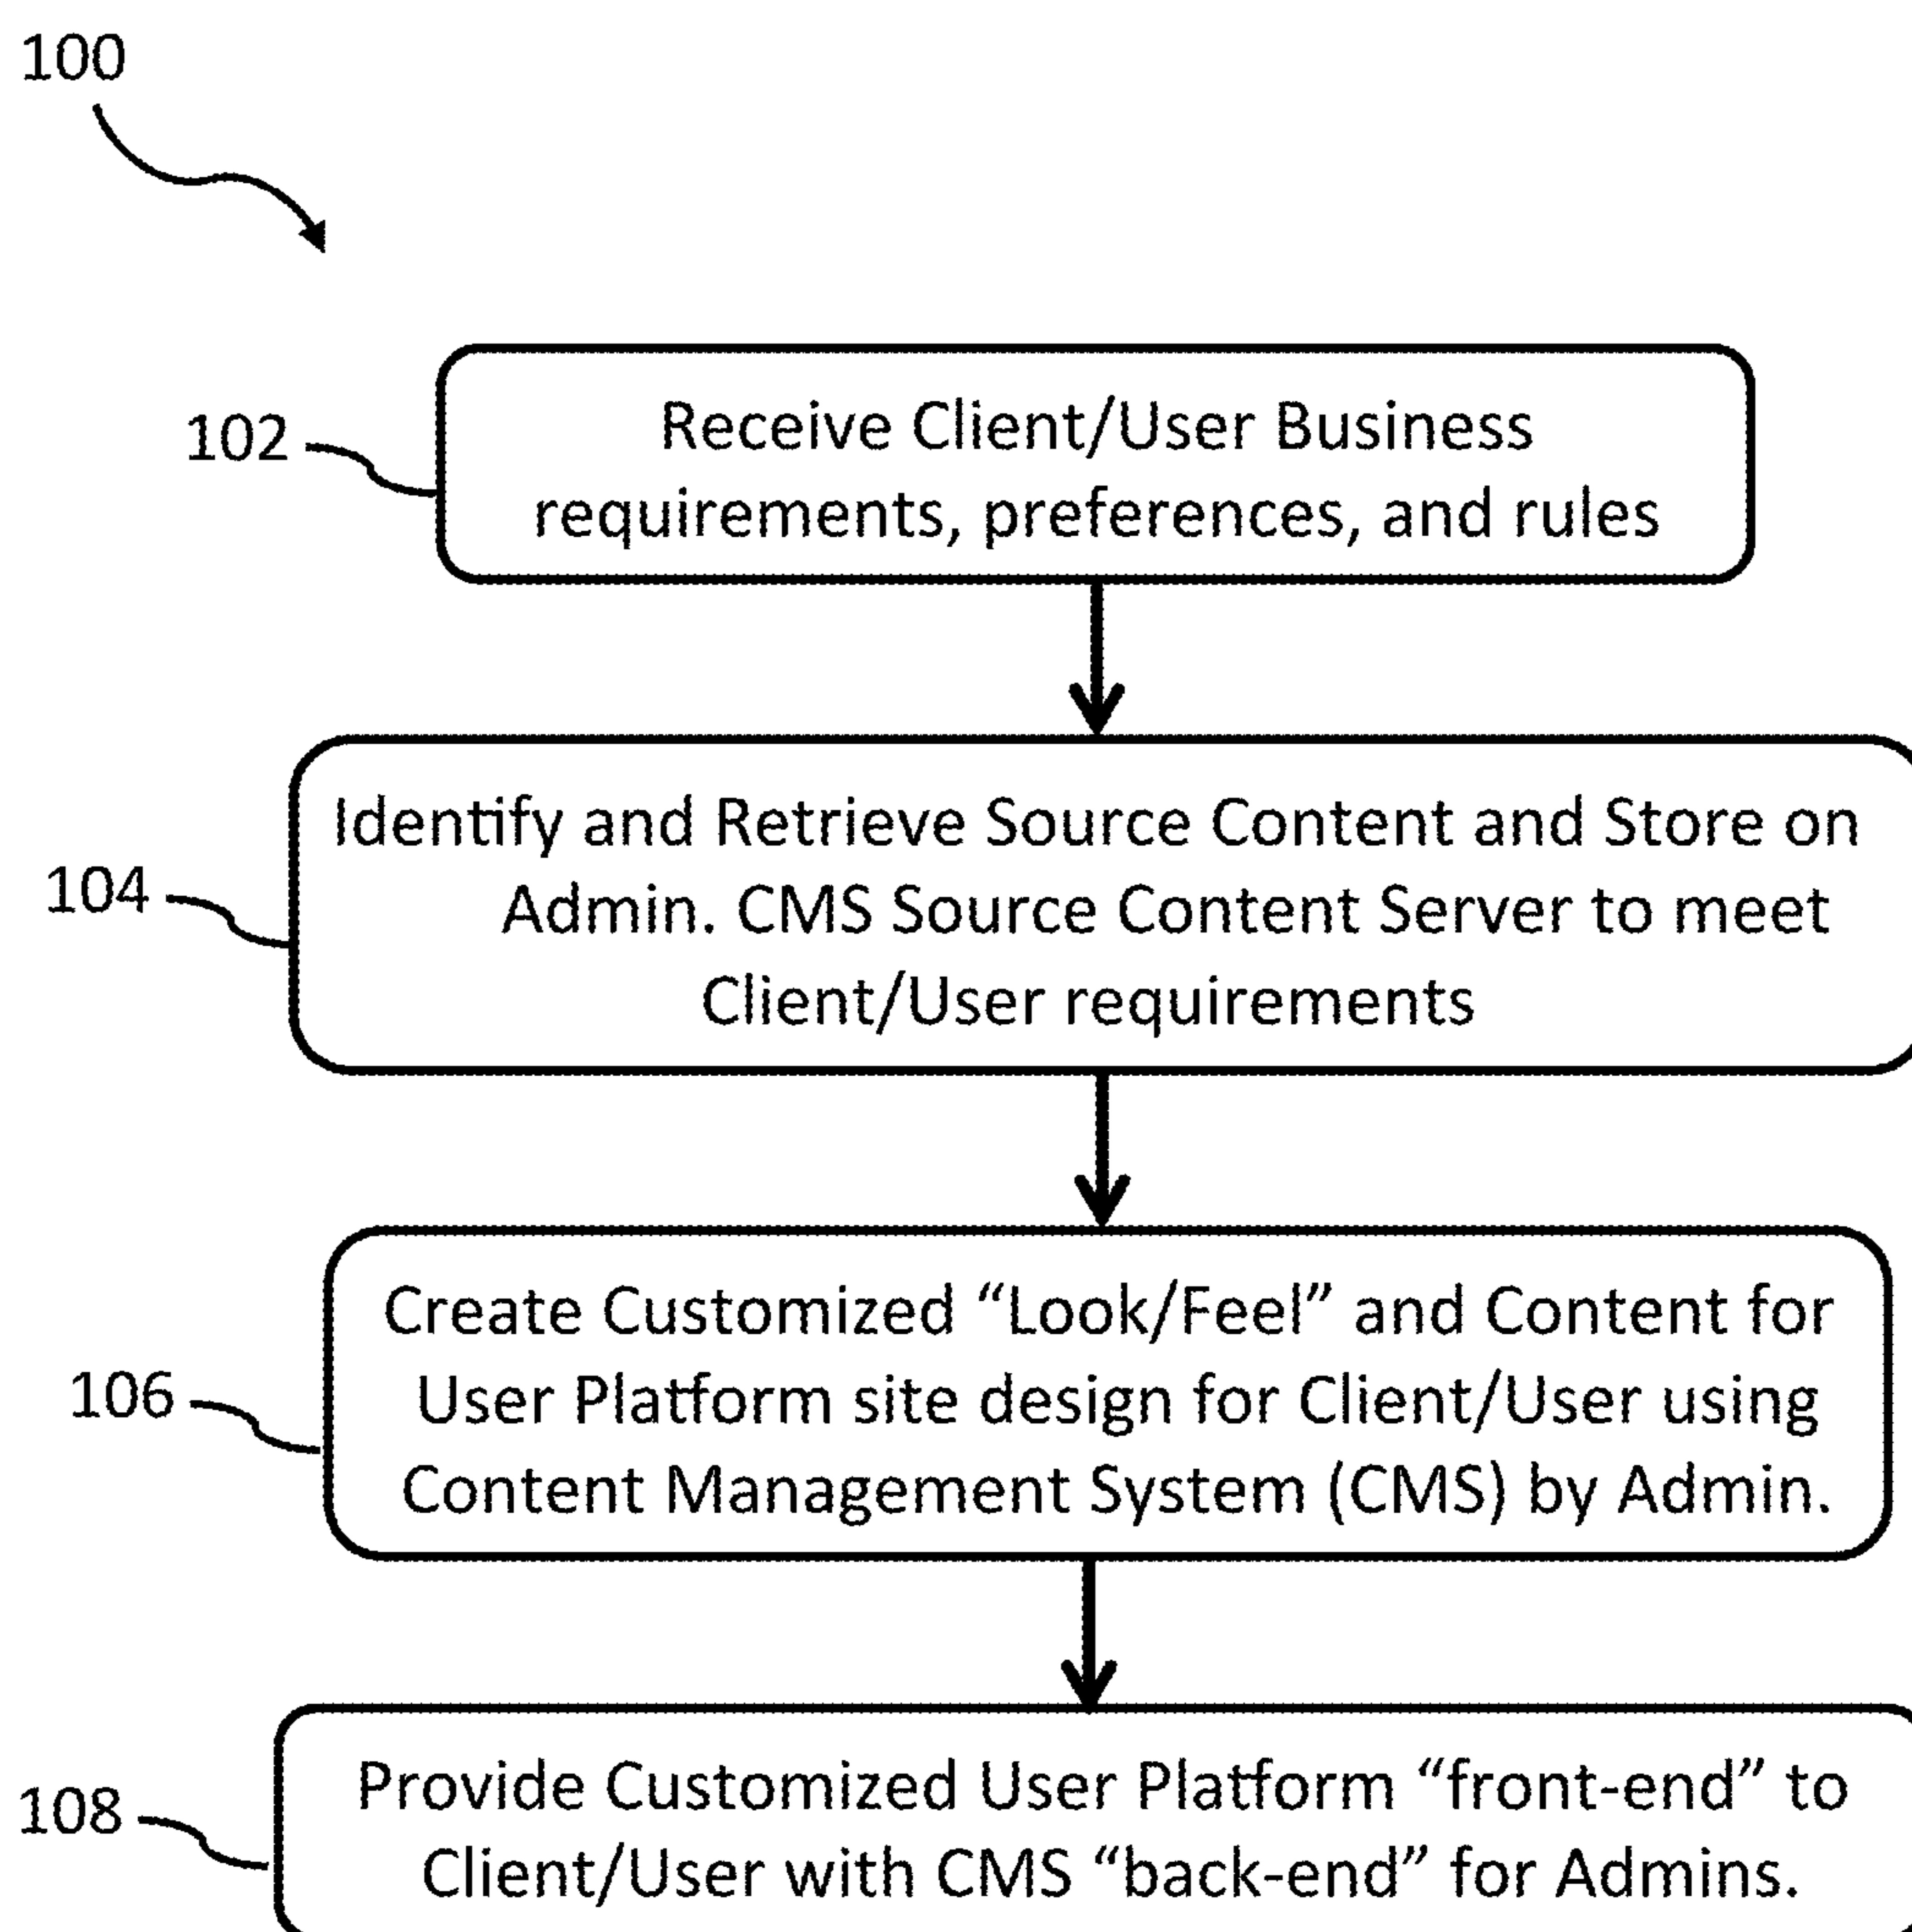 100
102
Receive Client/User Business
requirements, preferences, and rules
104
Identify and Retrieve Source Content and Store on
Admin. CMS Source Content Server to meet
Client/User requirements
106
Create Customized “Look/Feel” and Content for
User Platform site design for Client/User using
Content Management System (CMS) by Admin.
108
Provide Customized User Platform “front-end” to
Client/User with CMS “back-end” for Admins.